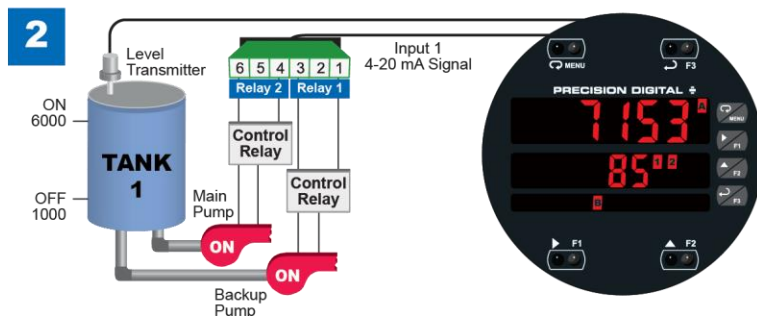 2
Level
Transmitter
ON
6000
OFF
1000
TANK
1
Main
Pump
ON
Backup
Pump
ON
6 5 4 3 2 1
Relay 2 Relay 1
Control
Relay
Control
Relay
Input 1
4-20 mA Signal
MENU
F3
PRECISION DIGITAL
7153 A
85 1 2
B
MENU
F1
F2
F3
F1
F2